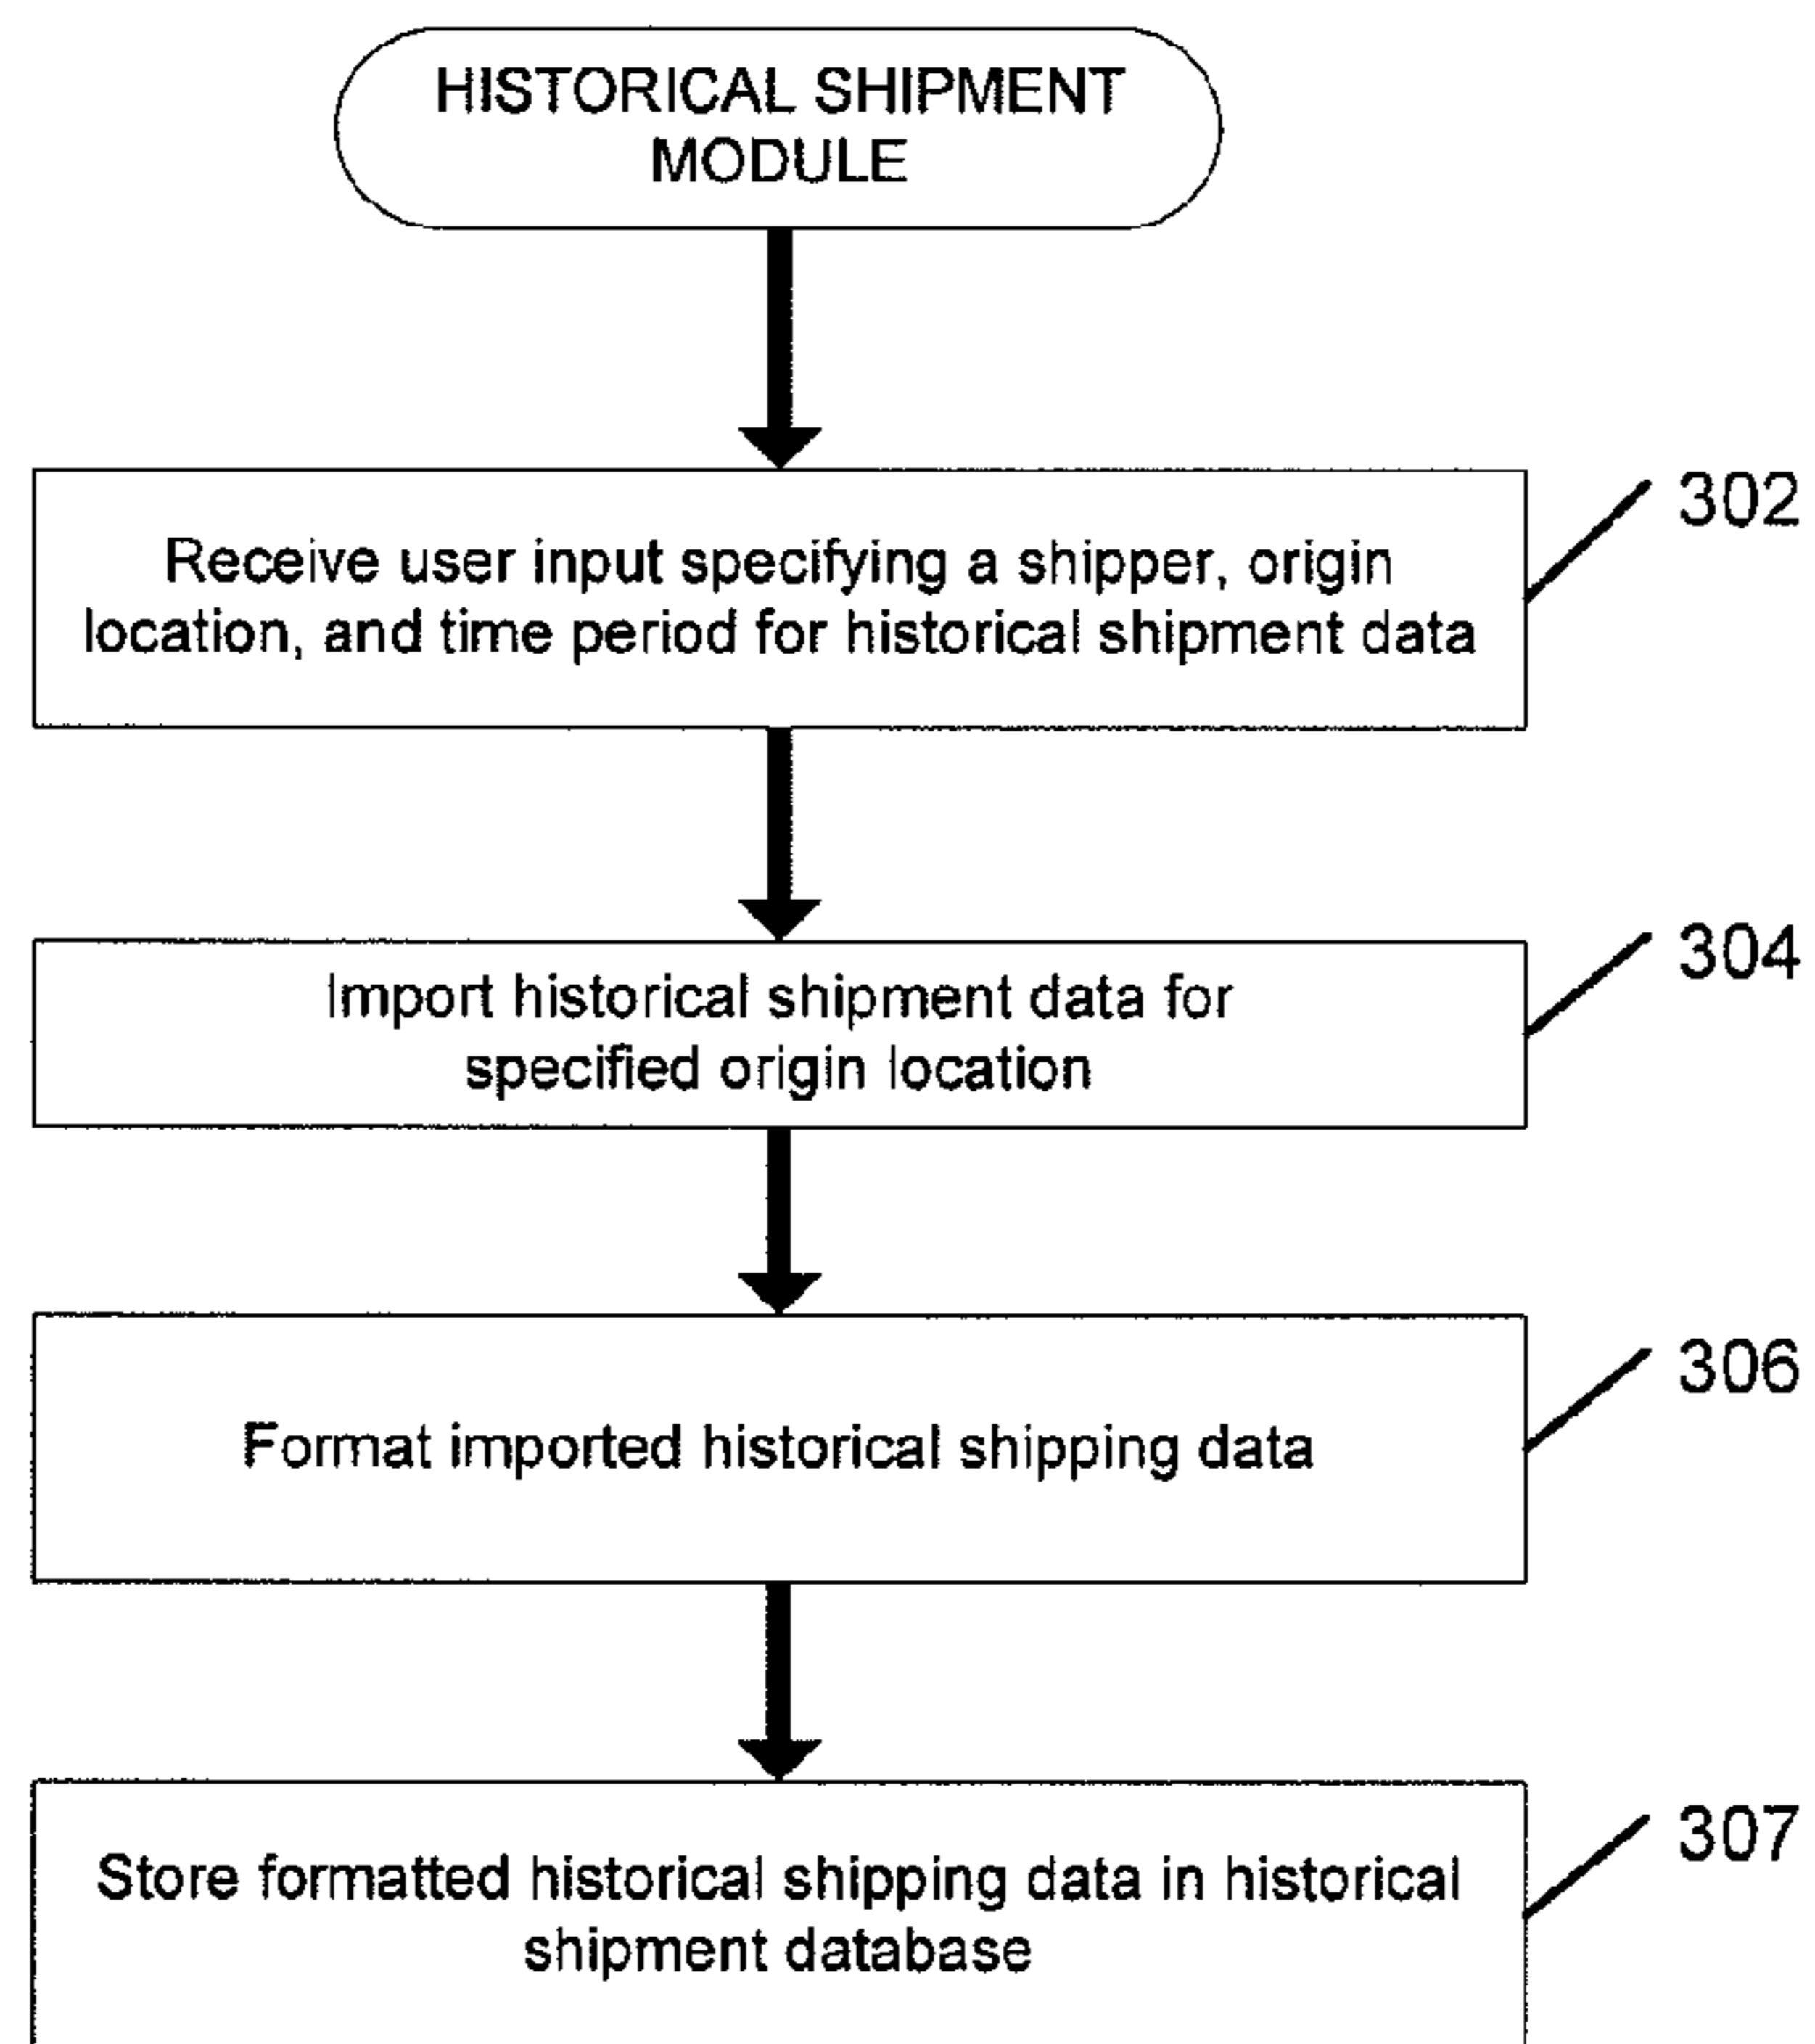 HISTORICAL SHIPMENT
MODULE
302
Receive user input specifying a shipper, origin
location, and time period for historical shipment data
304
Import historical shipment data for
specified origin location
306
Format imported historical shipping data
307
Store formatted historical shipping data in historical
shipment database